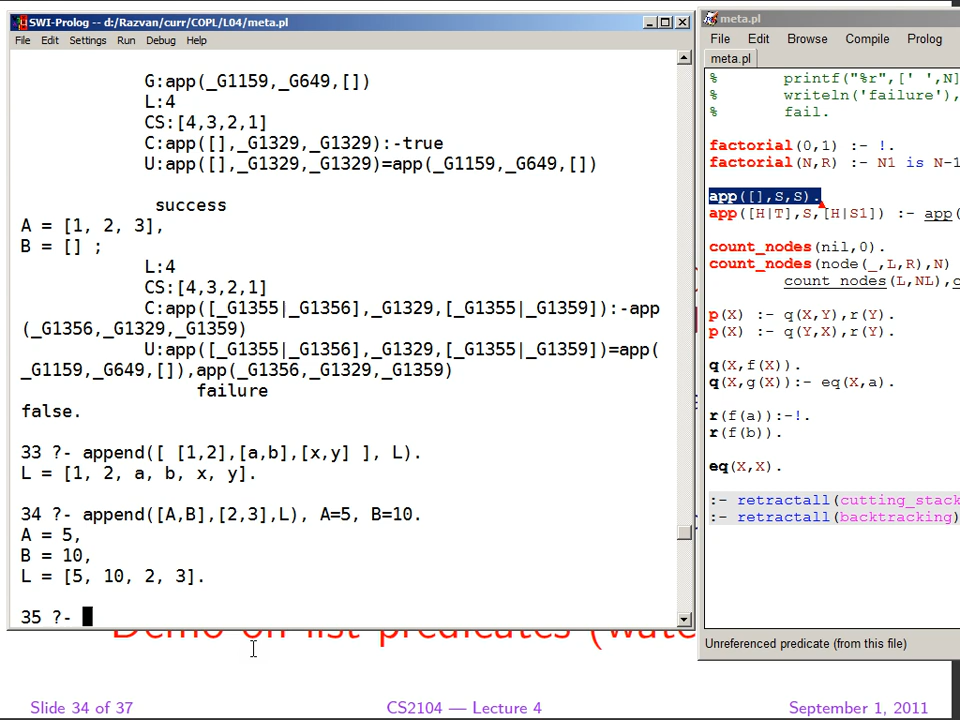 SWI-Prolog -- d:/Razvan/curr/COPL/L04/meta.pl
File Edit Settings Run Debug Help
G:app(_G1159,_G649,[])
L:4
CS:[4,3,2,1]
C:app([],_G1329,_G1329):-true
U:app([],_G1329,_G1329)=app(_G1159,_G649,[])
success
A = [1, 2, 3],
B = [] ;
L:4
CS:[4,3,2,1]
C:app([_G1355|_G1356],_G1329,[_G1355|_G1359]):-app
(_G1356,_G1329,_G1359)
U:app([_G1355|_G1356],_G1329,[_G1355|_G1359])=app(
_G1159,_G649,[]),app(_G1356,_G1329,_G1359)
failure
false.
33 ?- append([ [1,2],[a,b],[x,y] ], L).
L = [1, 2, a, b, x, y].
34 ?- append([A,B],[2,3],L), A=5, B=10.
A = 5,
B = 10,
L = [5, 10, 2, 3].
35 ?-
meta.pl
File Edit Browse Compile Prolog
meta.pl
% printf("%r",[' ',N]
% writeln('failure'),
% fail.
factorial(0,1) :- !.
factorial(N,R) :- N1 is N-1
app([],S,S).
app([H|T],S,[H|S1]) :- app(
count_nodes(nil,0).
count_nodes(node(_,L,R),N)
count_nodes(L,NL),c
p(X) :- q(X,Y),r(Y).
p(X) :- q(Y,X),r(Y).
q(X,f(X)).
q(X,g(X)):- eq(X,a).
r(f(a)):-!.
r(f(b)).
eq(X,X).
:- retractall(cutting_stack
:- retractall(backtracking)
Unreferenced predicate (from this file)
Demo on list predicates
Slide 34 of 37 CS2104 — Lecture 4 September 1, 2011